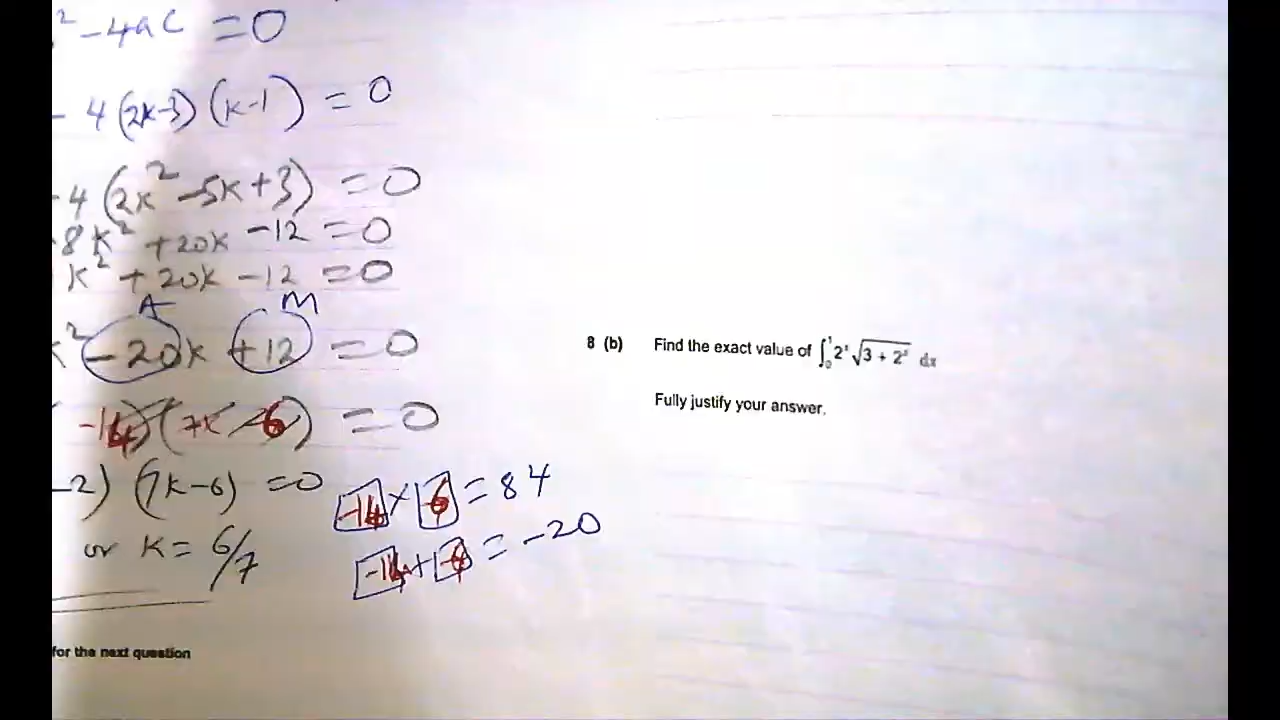 ² - 4ac = 0
- 4(2k-3)(k-1) = 0
-4(2k² - 5k + 3) = 0
-8k² + 20k - 12 = 0
k² + 20k - 12 = 0
A M
k² - 20k + 12 = 0
-14)(7k - 6) = 0
-2) (7k-6) = 0
or k = 6/7
-14 × -6 = 84
-14 + -6 = -20
for the next question
8 (b) Find the exact value of ∫₀¹ 2ˣ √(3 + 2ˣ) dx
Fully justify your answer.